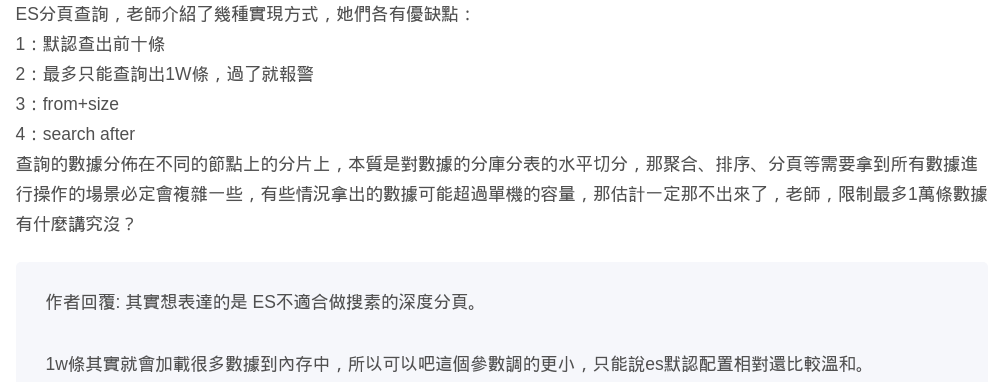 ES分頁查詢，老師介紹了幾種實現方式，她們各有優缺點：
1：默認查出前十條
2：最多只能查詢出1W條，過了就報警
3：from+size
4：search after
查詢的數據分佈在不同的節點上的分片上，本質是對數據的分庫分表的水平切分，那聚合、排序、分頁等需要拿到所有數據進
行操作的場景必定會複雜一些，有些情況拿出的數據可能超過單機的容量，那估計一定那不出來了，老師，限制最多1萬條數據
有什麼講究沒？
作者回覆: 其實想表達的是 ES不適合做搜素的深度分頁。
1w條其實就會加載很多數據到內存中，所以可以吧這個參數調的更小，只能說es默認配置相對還比較溫和。